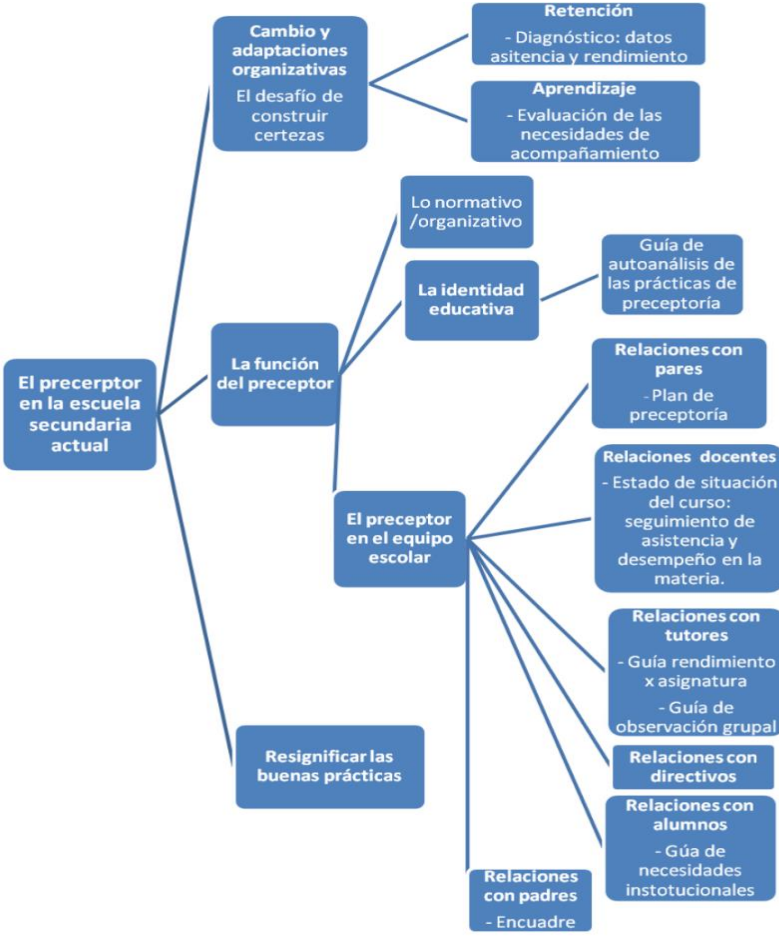 El precerptor
en la escuela
secundaria
actual
Cambio y
adaptaciones
organizativas
El desafío de
construir
certezas
Retención
- Diagnóstico: datos
asitencia y rendimiento
Aprendizaje
- Evaluación de las
necesidades de
acompañamiento
La función
del preceptor
Lo normativo
/organizativo
La identidad
educativa
Guía de
autoanálisis de
las prácticas de
preceptoría
El preceptor
en el equipo
escolar
Relaciones con
pares
- Plan de
preceptoría
Relaciones docentes
- Estado de situación
del curso:
seguimiento de
asistencia y
desempeño en la
materia.
Relaciones con
tutores
- Guía rendimiento
x asignatura
- Guía de
observación grupal
Relaciones con
directivos
Relaciones con
alumnos
- Gúa de
necesidades
instotucionales
Relaciones
con padres
- Encuadre
Resignificar las
buenas prácticas